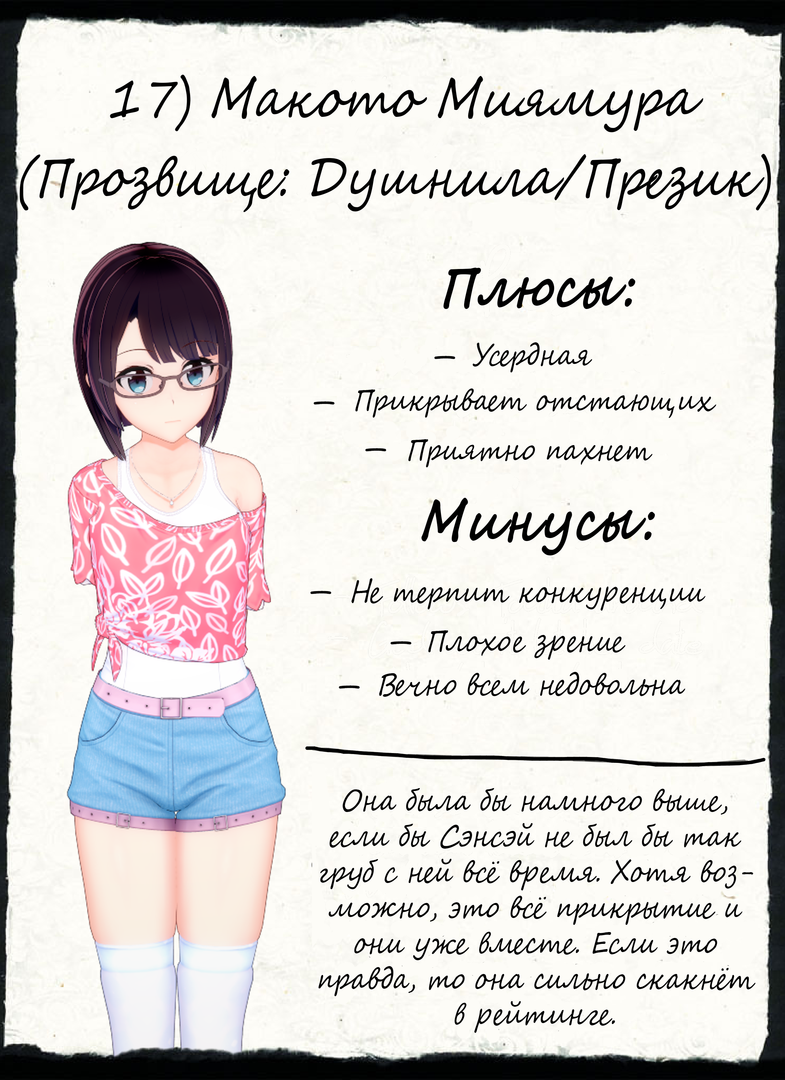 17) Макото Миямура
(Прозвище: Душнила/Презик)
Плюсы:
— Усердная
— Прикрывает отстающих
— Приятно пахнет
Минусы:
— Не терпит конкуренции
— Плохое зрение
— Вечно всем недовольна
Она была бы намного выше,
если бы Сэнсэй не был бы так
груб с ней всё время. Хотя воз-
можно, это всё прикрытие и
они уже вместе. Если это
правда, то она сильно скакнёт
в рейтинге.